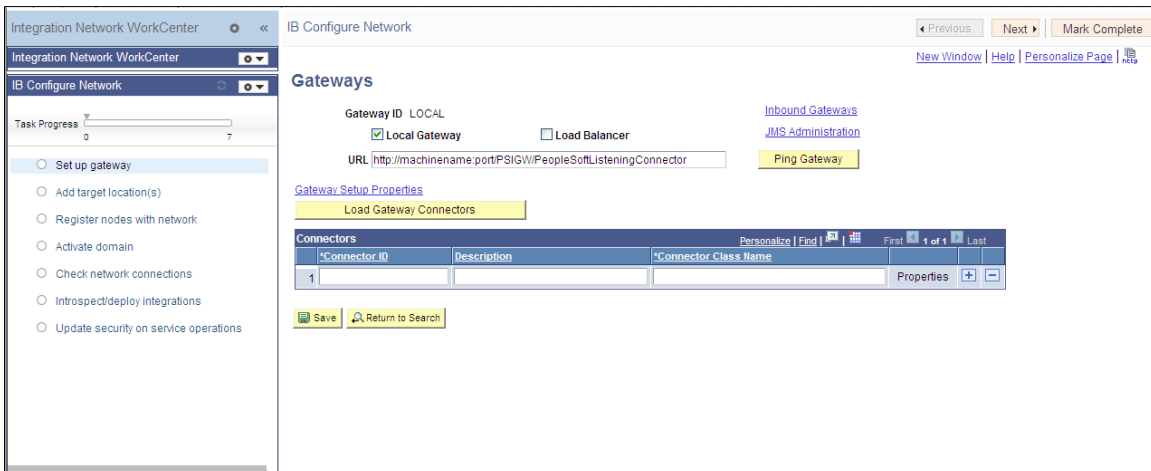 Integration Network WorkCenter «
IB Configure Network
Previous Next Mark Complete
Integration Network WorkCenter
New Window | Help | Personalize Page | http
IB Configure Network
Gateways
Task Progress
0 7
Gateway ID LOCAL
Inbound Gateways
Local Gateway Load Balancer
JMS Administration
URL http://machinename:port/PSIGW/PeopleSoftListeningConnector
Ping Gateway
Set up gateway
Add target location(s)
Register nodes with network
Activate domain
Check network connections
Introspect/deploy integrations
Update security on service operations
Gateway Setup Properties
Load Gateway Connectors
Connectors Personalize | Find | First 1 of 1 Last
*Connector ID Description *Connector Class Name
1 Properties + -
Save Return to Search